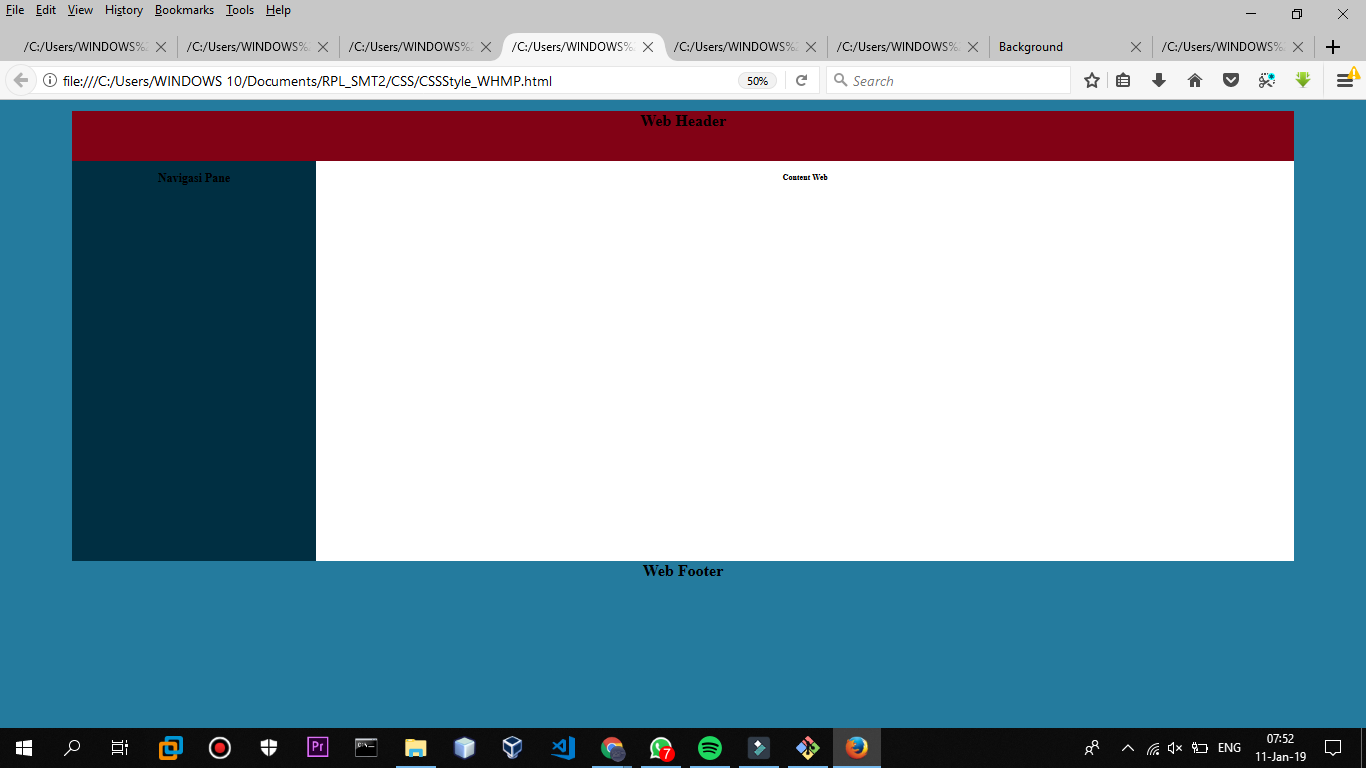 File Edit View History Bookmarks Tools Help
/C:/Users/WINDOWS% /C:/Users/WINDOWS% /C:/Users/WINDOWS% /C:/Users/WINDOWS% /C:/Users/WINDOWS% /C:/Users/WINDOWS% Background /C:/Users/WINDOWS%
file:///C:/Users/WINDOWS 10/Documents/RPL_SMT2/CSS/CSSStyle_WHMP.html 50% Search
Web Header
Navigasi Pane Content Web
Web Footer
Pr 7 ENG 07:52
11-Jan-19